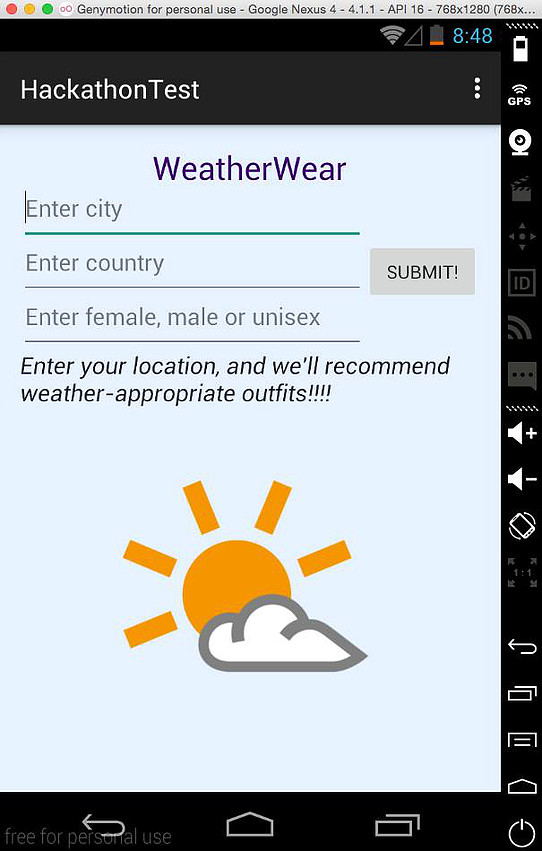 Genymotion for personal use - Google Nexus 4 - 4.1.1 - API 16 - 768x1280 (768x...
8:48
HackathonTest
GPS
WeatherWear
Enter city
Enter country
SUBMIT!
ID
Enter female, male or unisex
Enter your location, and we'll recommend
weather-appropriate outfits!!!!
1:1
free for personal use